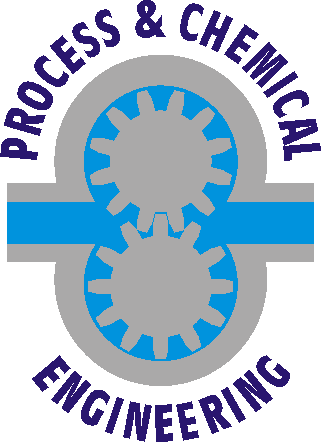 PROCESS & CHEMICAL
ENGINEERING